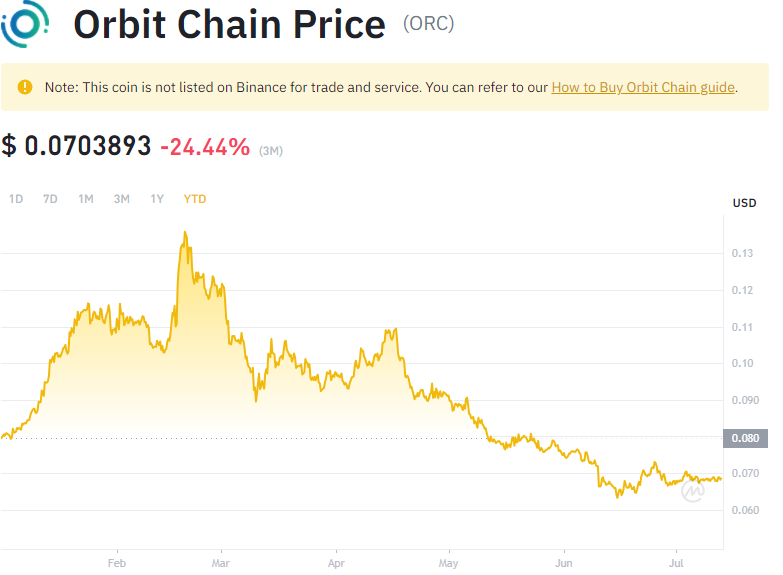 Orbit Chain Price (ORC)
Note: This coin is not listed on Binance for trade and service. You can refer to our How to Buy Orbit Chain guide.
$ 0.0703893 -24.44% (3M)
1D 7D 1M 3M 1Y YTD
USD
0.13
0.12
0.11
0.10
0.090
0.080
0.070
0.060
Feb Mar Apr May Jun Jul